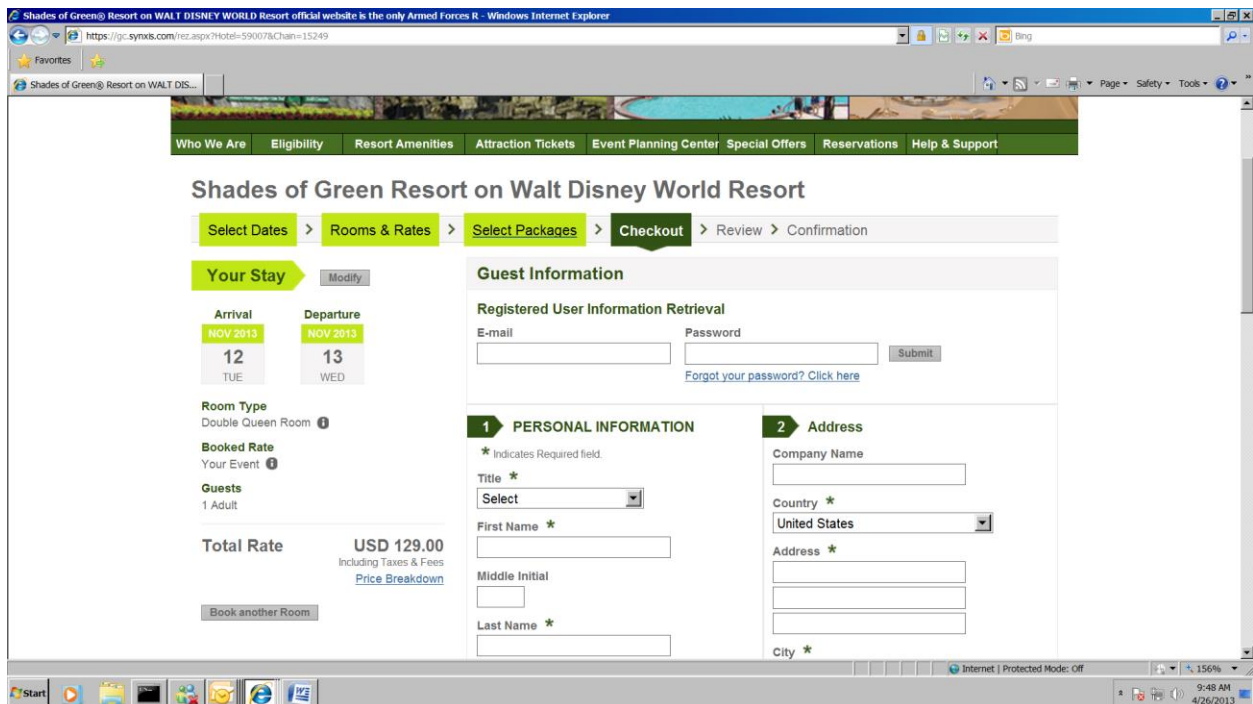 Shades of Green® Resort on WALT DISNEY WORLD Resort official website is the only Armed Forces R - Windows Internet Explorer
https://gc.synxis.com/rez.aspx?Hotel=59007&Chain=15249
Bing
Favorites
Shades of Green® Resort on WALT DIS...
Page Safety Tools
Who We Are Eligibility Resort Amenities Attraction Tickets Event Planning Center Special Offers Reservations Help & Support
Shades of Green Resort on Walt Disney World Resort
Select Dates > Rooms & Rates > Select Packages > Checkout > Review > Confirmation
Your Stay Modify
Arrival Departure
NOV 2013 NOV 2013
12 13
TUE WED
Room Type
Double Queen Room
Booked Rate
Your Event
Guests
1 Adult
Total Rate USD 129.00
Including Taxes & Fees
Price Breakdown
Book another Room
Guest Information
Registered User Information Retrieval
E-mail Password
Submit
Forgot your password? Click here
1 PERSONAL INFORMATION
* Indicates Required field.
Title *
Select
First Name *
Middle Initial
Last Name *
2 Address
Company Name
Country *
United States
Address *
City *
Internet | Protected Mode: Off
156%
Start
9:48 AM
4/26/2013